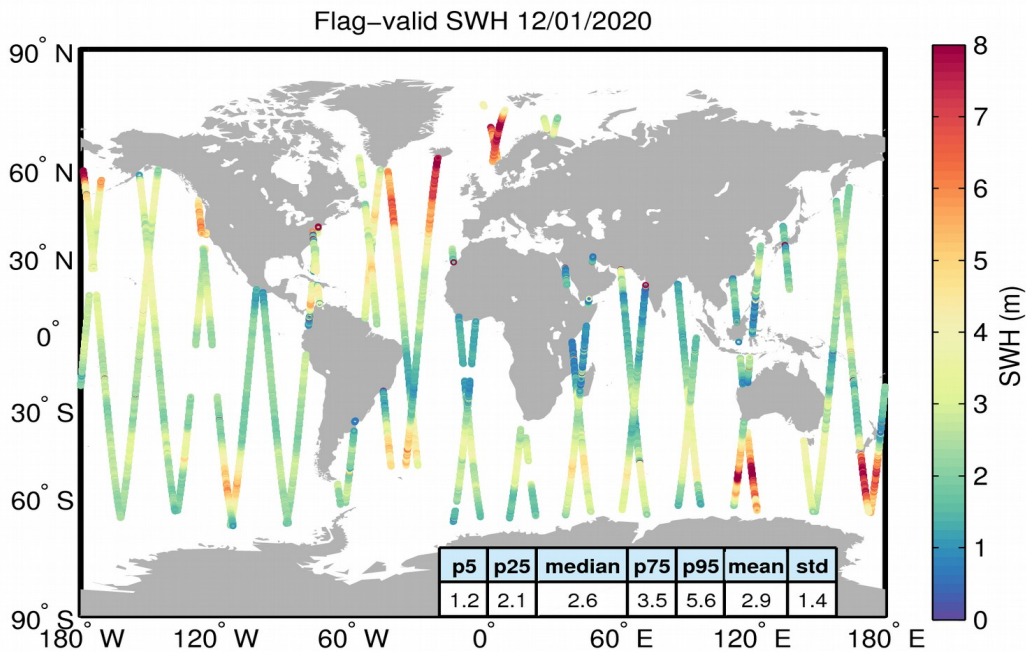 Flag−valid SWH 12/01/2020
90° N
60° N
30° N
0°
30° S
60° S
90° S
180° W
120° W
60° W
0°
60° E
120° E
180° E
8
7
6
5
4
3
2
1
0
SWH (m)
p5 p25 median p75 p95 mean std
1.2 2.1 2.6 3.5 5.6 2.9 1.4